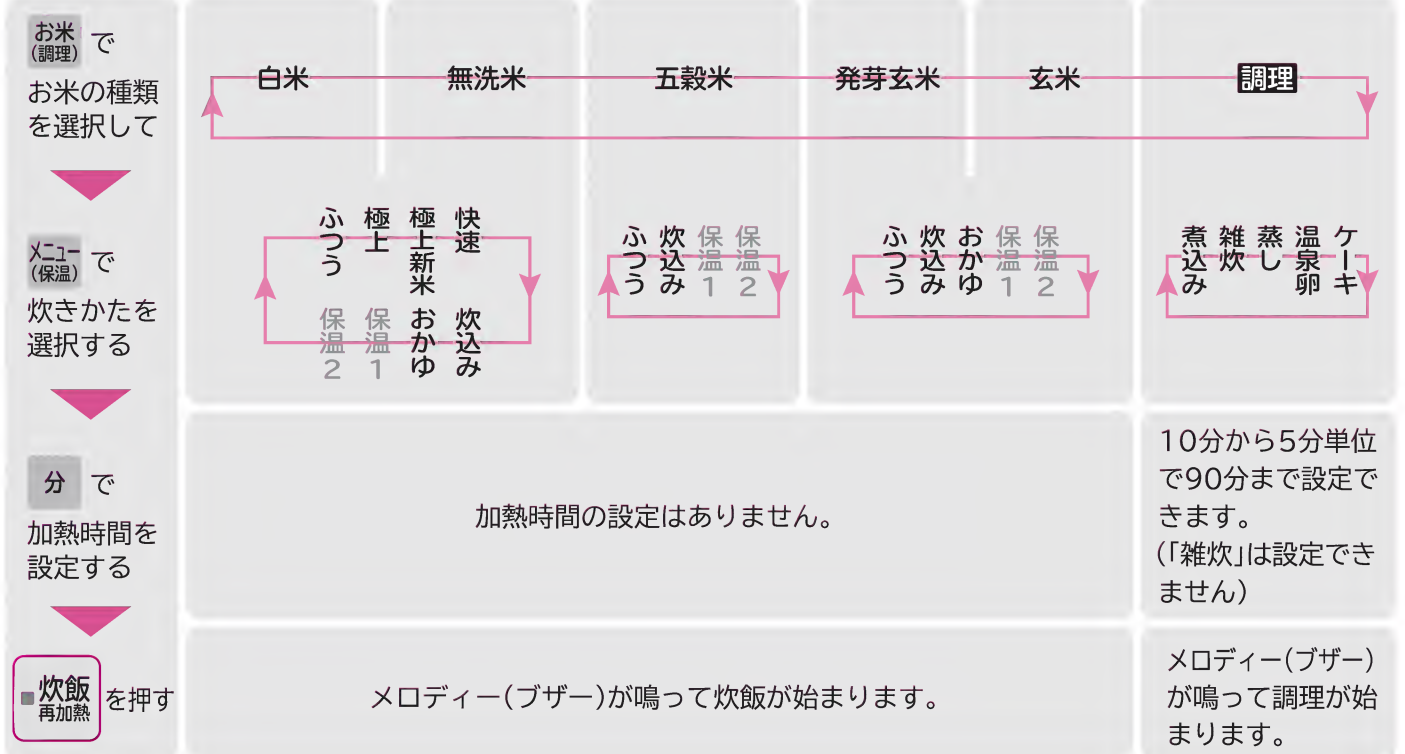 お米
(調理) で
お米の種類
を選択して
白米 無洗米 五穀米 発芽玄米 玄米 調理
メニュー
(保温) で
炊きかたを
選択する
ふつう
極上
極上新米
快速
炊込み
おかゆ
保温1
保温2
ふつう
炊込み
保温1
保温2
ふつう
炊込み
おかゆ
保温1
保温2
煮込み
雑炊
蒸し
温泉卵
ケーキ
分 で
加熱時間を
設定する
加熱時間の設定はありません。
10分から5分単位
で90分まで設定で
きます。
(「雑炊」は設定でき
ません)
炊飯
再加熱 を押す
メロディー(ブザー)が鳴って炊飯が始まります。
メロディー(ブザー)
が鳴って調理が始
まります。